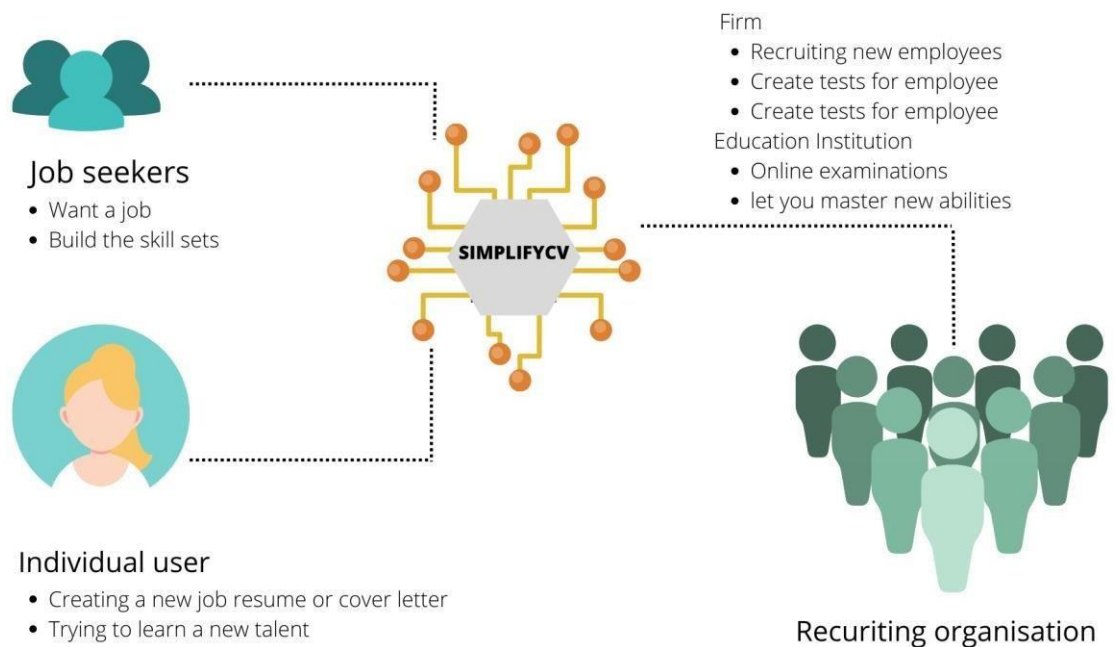 Job seekers
• Want a job
• Build the skill sets
SIMPLIFYCV
Firm
• Recruiting new employees
• Create tests for employee
• Create tests for employee
Education Institution
• Online examinations
• let you master new abilities
Individual user
• Creating a new job resume or cover letter
• Trying to learn a new talent
Recuriting organisation